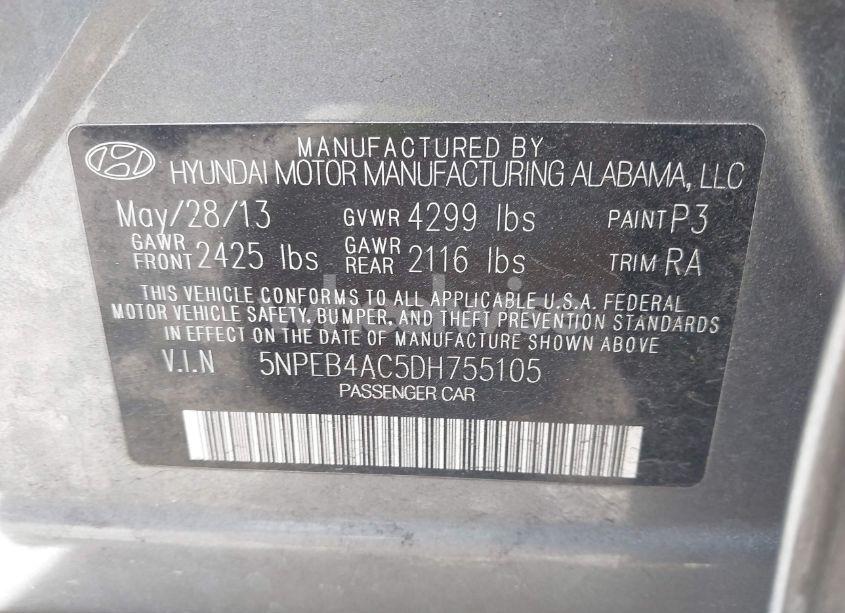 MANUFACTURED BY
HYUNDAI MOTOR MANUFACTURING ALABAMA, LLC
May/28/13 GVWR 4299 lbs PAINT P3
GAWR FRONT 2425 lbs GAWR REAR 2116 lbs TRIM RA
THIS VEHICLE CONFORMS TO ALL APPLICABLE U.S.A. FEDERAL
MOTOR VEHICLE SAFETY, BUMPER, AND THEFT PREVENTION STANDARDS
IN EFFECT ON THE DATE OF MANUFACTURE SHOWN ABOVE
V.I.N 5NPEB4AC5DH755105
PASSENGER CAR